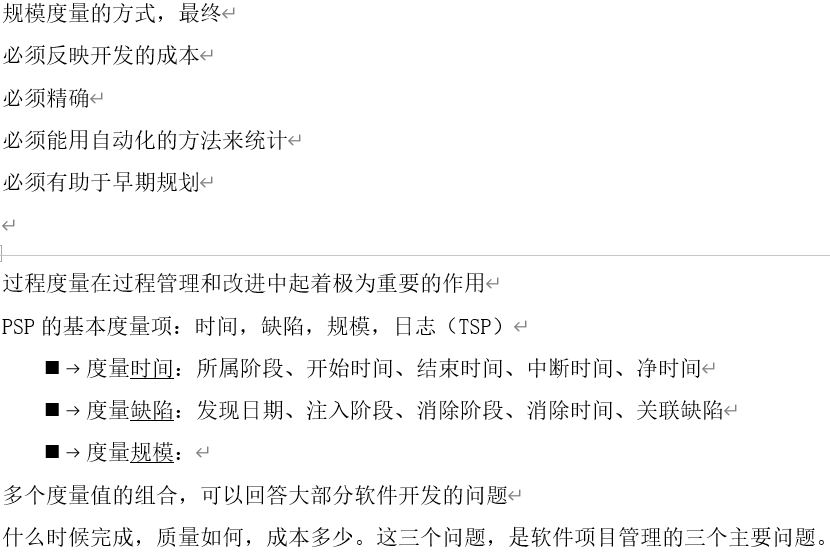 规模度量的方式，最终↵
必须反映开发的成本↵
必须精确↵
必须能用自动化的方法来统计↵
必须有助于早期规划↵
↵
过程度量在过程管理和改进中起着极为重要的作用↵
PSP 的基本度量项：时间，缺陷，规模，日志（TSP）↵
■→度量时间：所属阶段、开始时间、结束时间、中断时间、净时间↵
■→度量缺陷：发现日期、注入阶段、消除阶段、消除时间、关联缺陷↵
■→度量规模：↵
多个度量值的组合，可以回答大部分软件开发的问题↵
什么时候完成，质量如何，成本多少。这三个问题，是软件项目管理的三个主要问题。